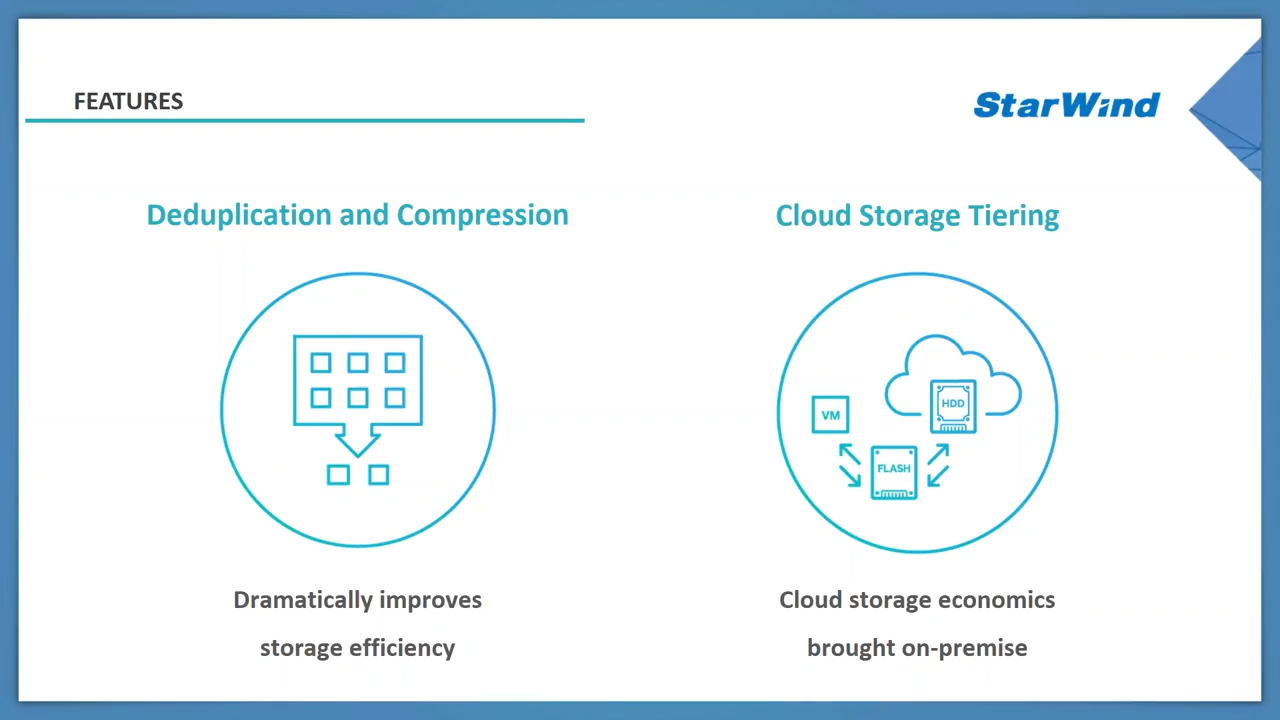 FEATURES
StarWind
Deduplication and Compression
Cloud Storage Tiering
VM
HDD
FLASH
Dramatically improves
storage efficiency
Cloud storage economics
brought on-premise